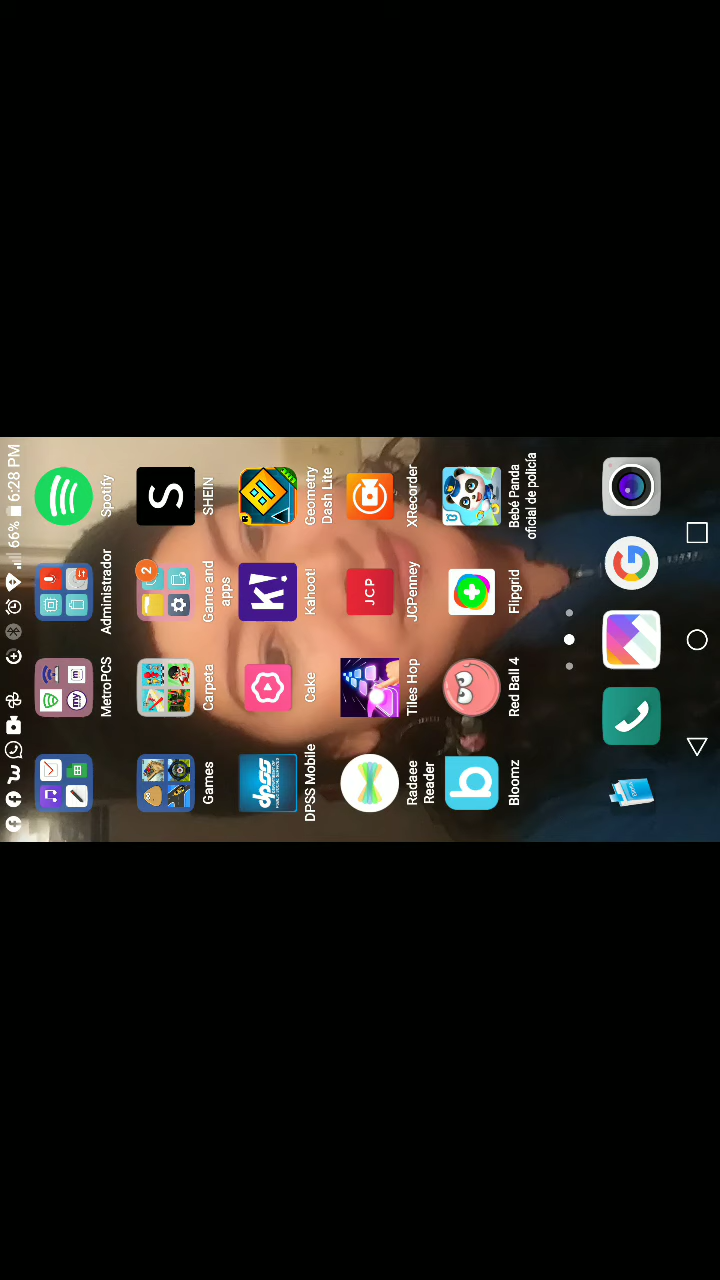 66% 6:28 PM
MetroPCS
Administrador
Spotify
Games
Carpeta
2
Game and
apps
S
SHEIN
dpss
DPSS Mobile
Cake
K!
Kahoot!
Geometry
Dash Lite
Radaee
Reader
Tiles Hop
JCP
JCPenney
XRecorder
b
Bloomz
Red Ball 4
Flipgrid
Bebé Panda
oficial de policía
G